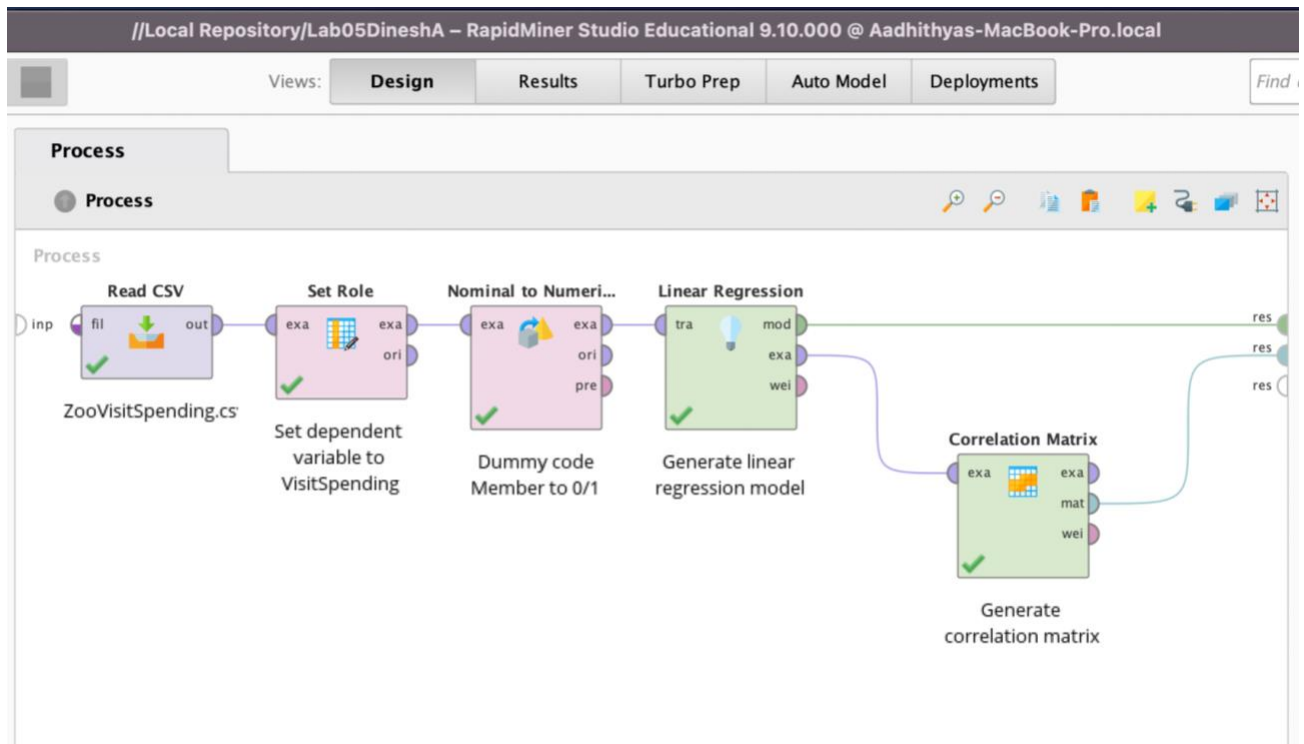 //Local Repository/Lab05DineshA – RapidMiner Studio Educational 9.10.000 @ Aadhithyas-MacBook-Pro.local
Views: Design Results Turbo Prep Auto Model Deployments Find
Process
Process
Process
Read CSV Set Role Nominal to Numeri... Linear Regression
inp fil out exa exa exa exa tra mod res
ori ori exa res
pre wei res
ZooVisitSpending.cs
Set dependent
variable to
VisitSpending
Dummy code
Member to 0/1
Generate linear
regression model
Correlation Matrix
exa exa
mat
wei
Generate
correlation matrix